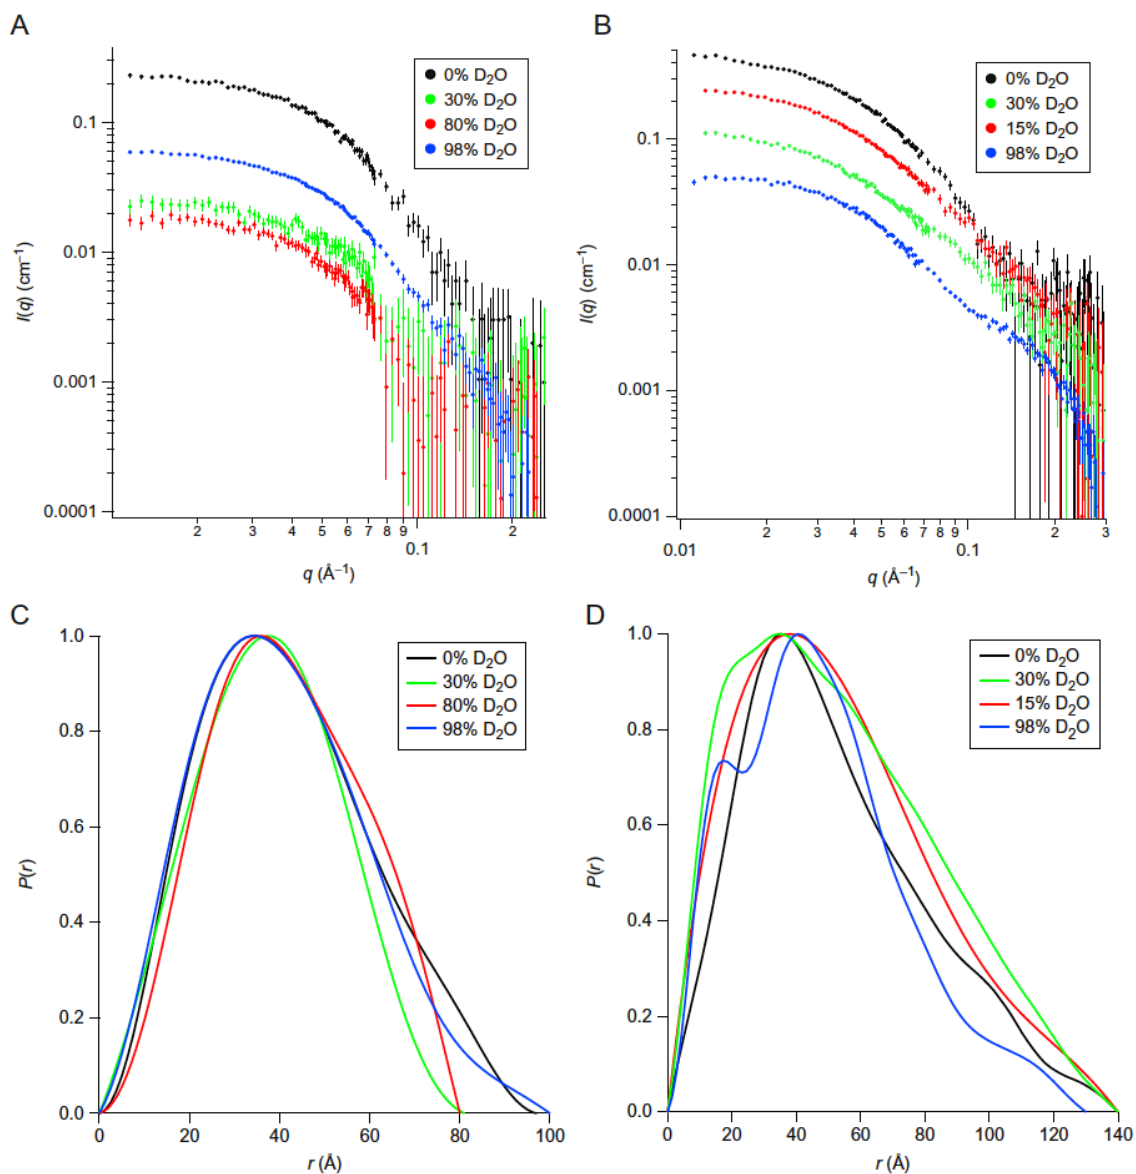 A
B
0% D₂O
30% D₂O
80% D₂O
98% D₂O
0% D₂O
30% D₂O
15% D₂O
98% D₂O
0.1
0.01
0.001
0.0001
I(q) (cm⁻¹)
2 3 4 5 6 7 8 9 0.1 2
q (Å⁻¹)
0.1
0.01
0.001
0.0001
I(q) (cm⁻¹)
0.01 2 3 4 5 6 7 8 9 0.1 2 3
q (Å⁻¹)
C
D
0% D₂O
30% D₂O
80% D₂O
98% D₂O
0% D₂O
30% D₂O
15% D₂O
98% D₂O
1.0
0.8
0.6
0.4
0.2
0.0
P(r)
0 20 40 60 80 100
r (Å)
1.0
0.8
0.6
0.4
0.2
0.0
P(r)
0 20 40 60 80 100 120 140
r (Å)